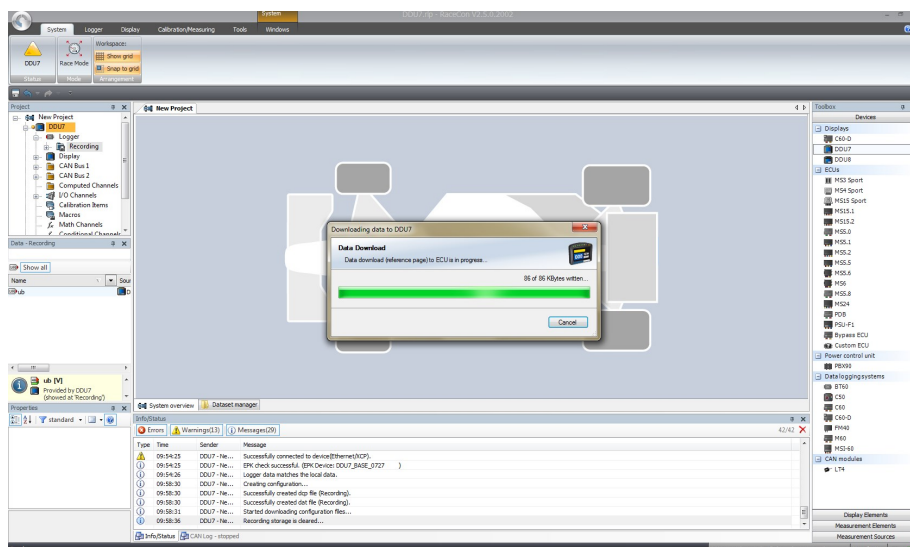 System
DDU7.rlp - RaceCon V2.5.0.2002
System Logger Display Calibration/Measuring Tools Windows
DDU7
Race Mode
Workspace:
Show grid
Snap to grid
Status Mode Arrangement
Project
New Project
DDU7
Logger
Recording
Display
CAN Bus 1
CAN Bus 2
Computed Channels
I/O Channels
Calibration Items
Macros
fx Math Channels
Conditional Channels
Data - Recording
Show all
Name Sour
ub D
ub [V]
Provided by DDU7
(showed at 'Recording')
Properties
standard
New Project
Downloading data to DDU7
Data Download
Data download (reference page) to ECU is in progress...
86 of 86 KBytes written...
Cancel
System overview Dataset manager
Info/Status
Errors Warnings(13) Messages(29) 42/42
Type Time Sender Message
09:54:25 DDU7 - Ne... Successfully connected to device(Ethernet/XCP).
09:54:25 DDU7 - Ne... EPK check successful. (EPK Device: DDU7_BASE_0727 )
09:54:26 DDU7 - Ne... Logger data matches the local data.
09:58:30 DDU7 - Ne... Creating configuration...
09:58:30 DDU7 - Ne... Successfully created dcp file (Recording).
09:58:30 DDU7 - Ne... Successfully created dat file (Recording).
09:58:31 DDU7 - Ne... Started downloading configuration files...
09:58:36 DDU7 - Ne... Recording storage is cleared...
Info/Status CAN Log - stopped
Toolbox
Devices
Displays
C60-D
DDU7
DDU8
ECUs
MS3 Sport
MS4 Sport
MS15 Sport
MS15.1
MS15.2
MS5.0
MS5.1
MS5.2
MS5.5
MS5.6
MS6
MS5.8
MS24
PDB
PSU-F1
Bypass ECU
Custom ECU
Power control unit
PBX90
Data logging systems
BT60
C50
C60
C60-D
FM40
M60
MSI-60
CAN modules
LT4
Display Elements
Measurement Elements
Measurement Sources